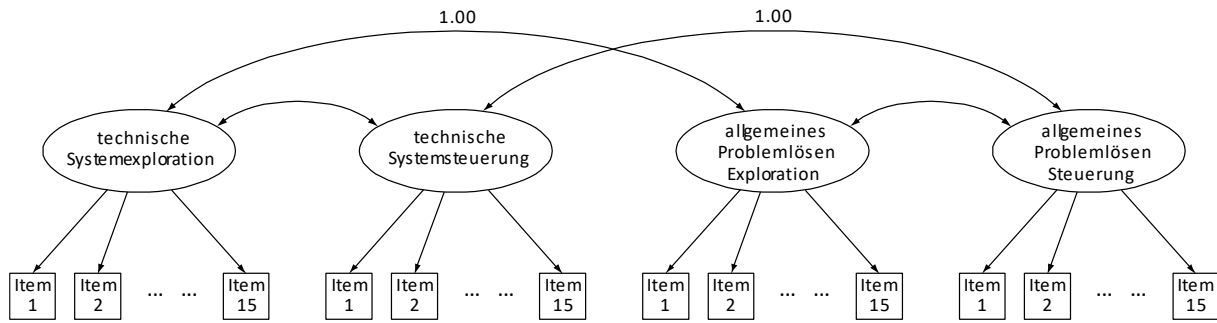 1.00
1.00
technische
Systemexploration
technische
Systemsteuerung
allgemeines
Problemlösen
Exploration
allgemeines
Problemlösen
Steuerung
Item
1
Item
2
... ...
Item
15
Item
1
Item
2
... ...
Item
15
Item
1
Item
2
... ...
Item
15
Item
1
Item
2
... ...
Item
15